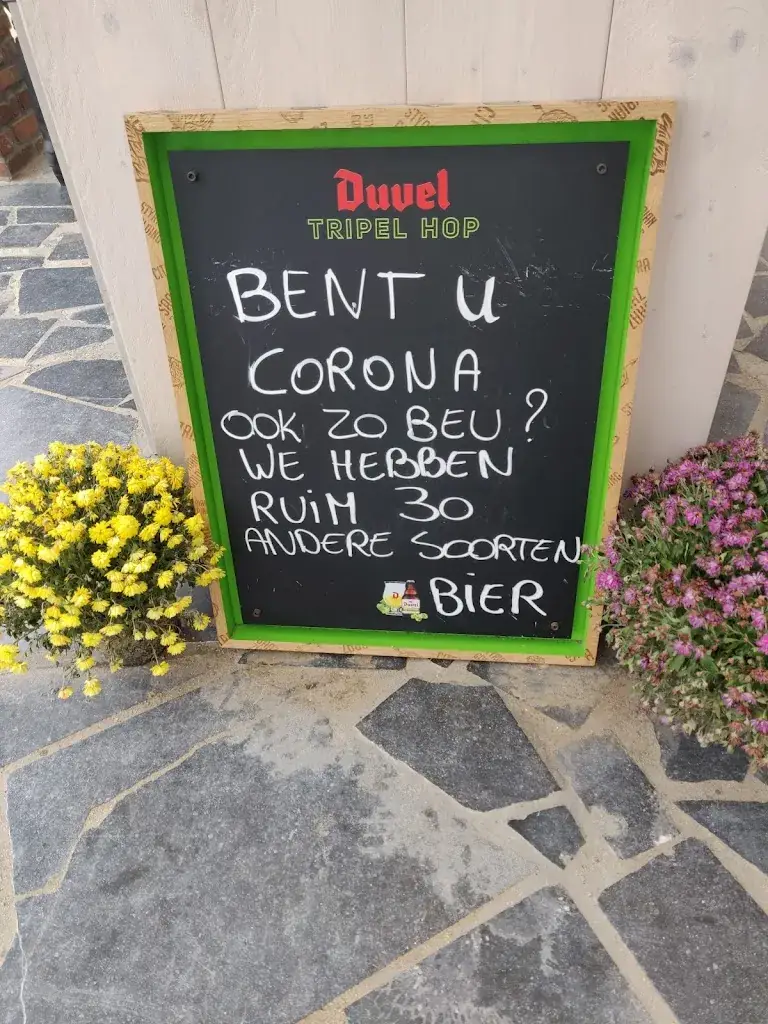 Duvel
TRIPEL HOP
BENT U
CORONA
OOK ZO BEU?
WE HEBBEN
RUIM 30
ANDERE SOORTEN
BIER